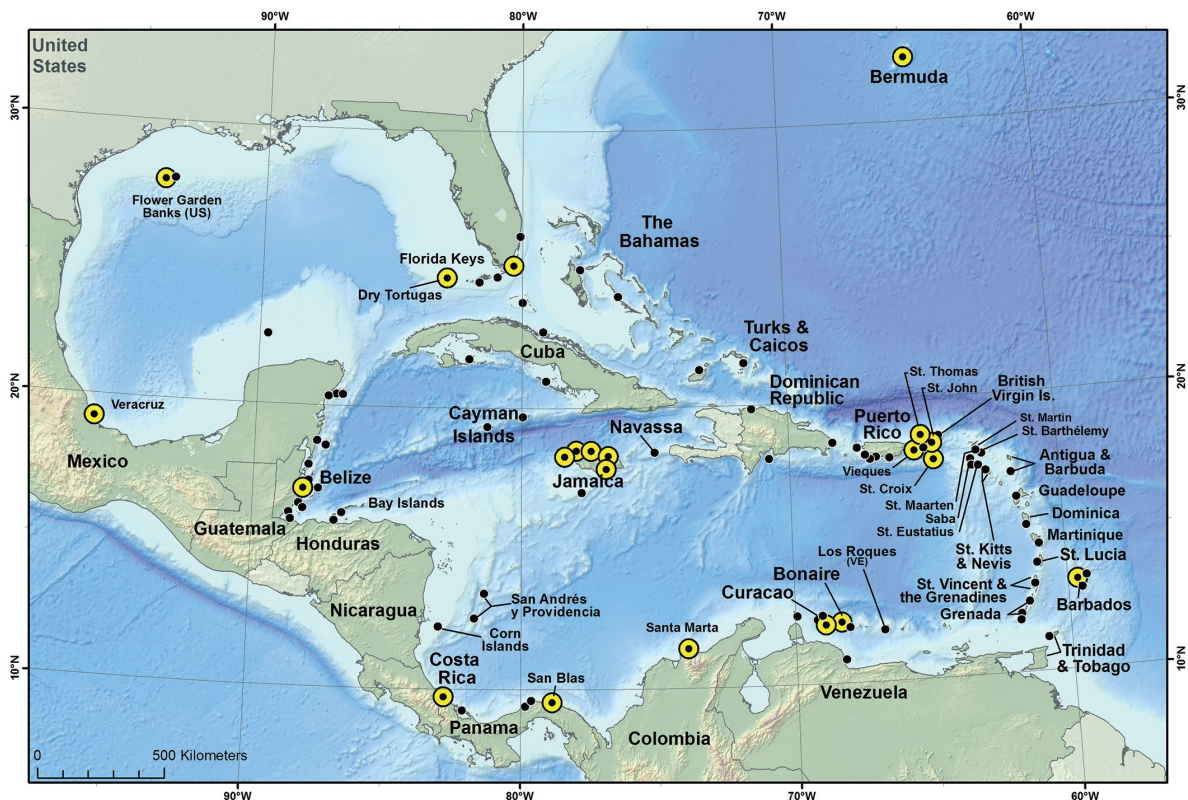 90°W
80°W
70°W
60°W
United
States
Bermuda
30°N
30°N
Flower Garden
Banks (US)
The
Bahamas
Florida Keys
Dry Tortugas
Turks &
Caicos
Cuba
20°N
20°N
St. Thomas
St. John
British
Virgin Is.
Dominican
Republic
Veracruz
Cayman
Islands
Navassa
Puerto
Rico
St. Martin
St. Barthélemy
Mexico
Belize
Jamaica
Vieques
Antigua &
Barbuda
St. Croix
Guadeloupe
Bay Islands
St. Maarten
Saba
St. Eustatius
Dominica
Guatemala
Honduras
Martinique
St. Kitts
& Nevis
St. Lucia
Los Roques
(VE)
Bonaire
Curacao
St. Vincent &
the Grenadines
Barbados
Nicaragua
San Andrés
y Providencia
Grenada
Corn
Islands
Santa Marta
Trinidad
& Tobago
Costa
Rica
10°N
10°N
San Blas
Venezuela
Panama
Colombia
0
500 Kilometers
90°W
80°W
70°W
60°W